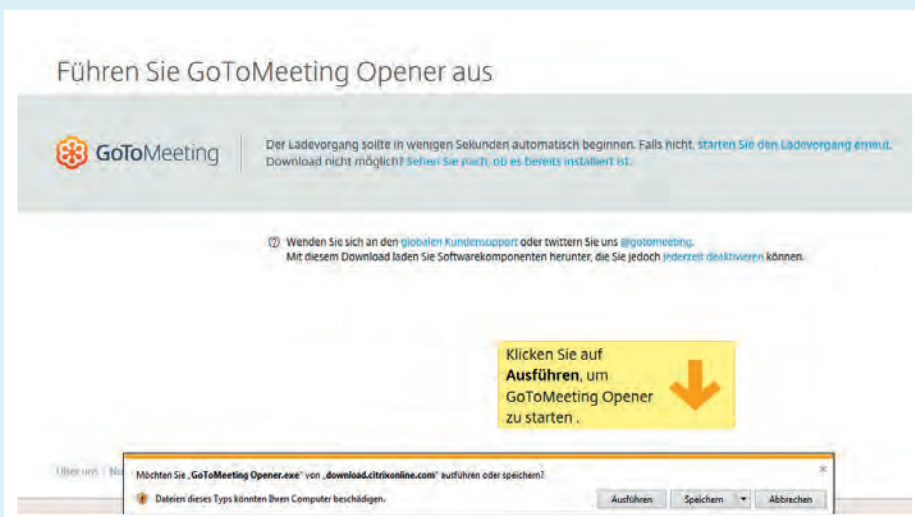 Führen Sie GoToMeeting Opener aus
GoToMeeting
Der Ladevorgang sollte in wenigen Sekunden automatisch beginnen. Falls nicht, starten Sie den Ladevorgang erneut.
Download nicht möglich? Sehen Sie nach, ob es bereits installiert ist.
Wenden Sie sich an den globalen Kundensupport oder twittern Sie uns @gotomeeting.
Mit diesem Download laden Sie Softwarekomponenten herunter, die Sie jedoch jederzeit deaktivieren können.
Klicken Sie auf
Ausführen, um
GoToMeeting Opener
zu starten .
Über uns
Möchten Sie „GoToMeeting Opener.exe“ von „download.citrixonline.com“ ausführen oder speichern?
Dateien dieses Typs könnten Ihren Computer beschädigen.
Ausführen Speichern Abbrechen